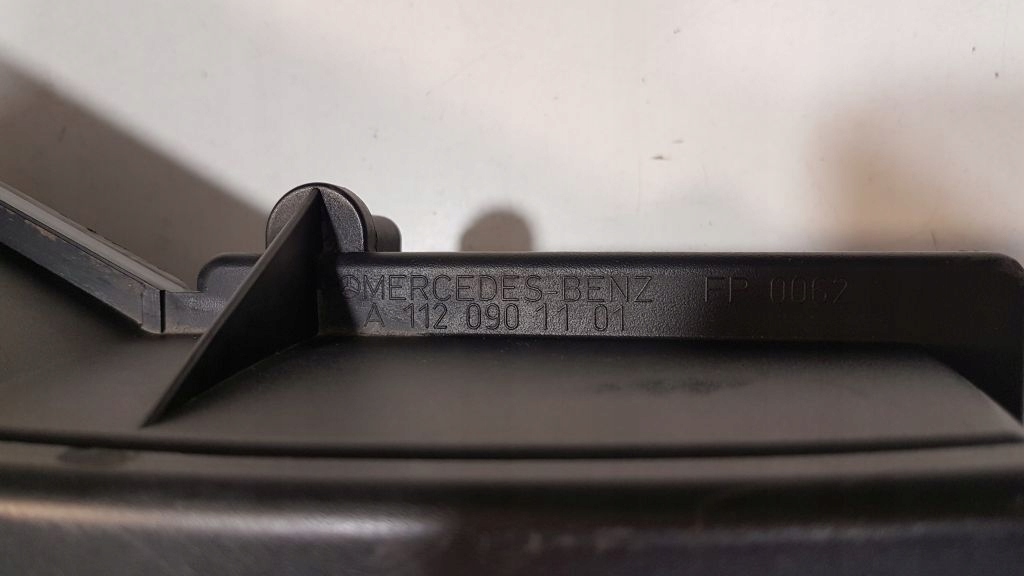 MERCEDES-BENZ FP 0062
A 112 090 11 01